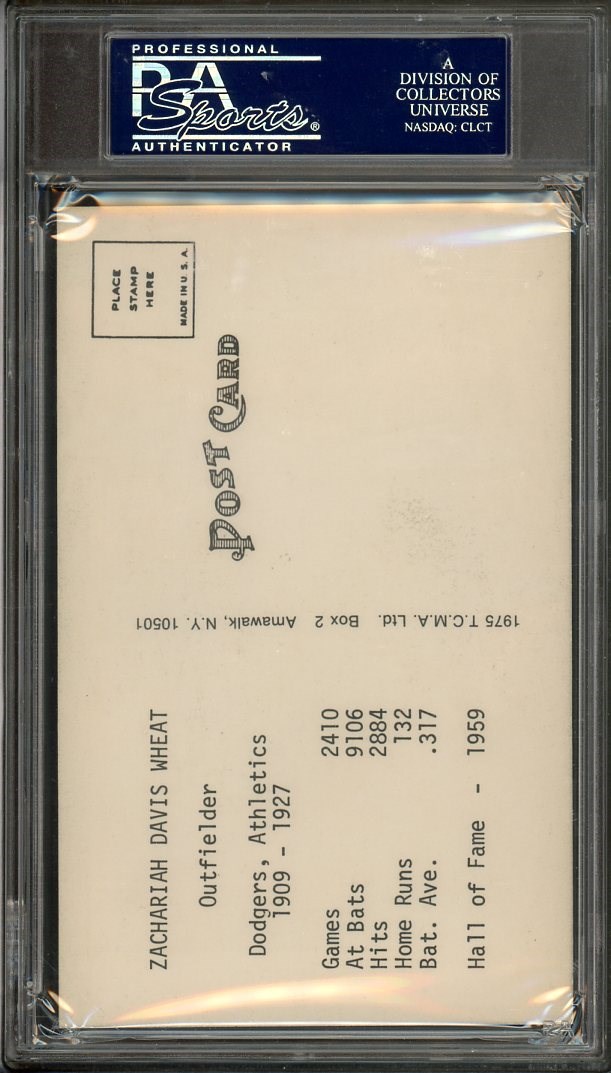 PROFESSIONAL
PSA
Sports®
AUTHENTICATOR
A
DIVISION OF
COLLECTORS
UNIVERSE
NASDAQ: CLCT
PLACE
STAMP
HERE
MADE IN U.S.A.
POST CARD
1975 T.C.M.A. Ltd. Box 2 Amawalk, N.Y. 10501
ZACHARIAH DAVIS WHEAT
Outfielder
Dodgers, Athletics
1909 - 1927
Games 2410
At Bats 9106
Hits 2884
Home Runs 132
Bat. Ave. .317
Hall of Fame - 1959